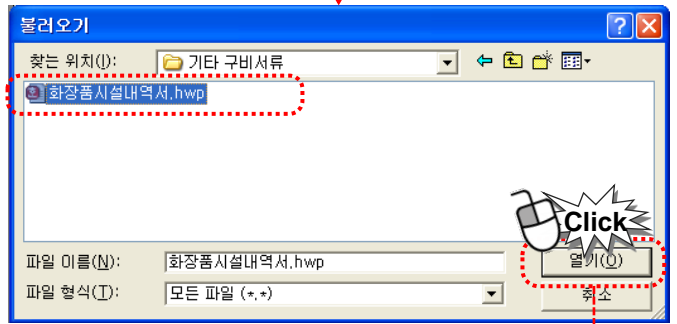 불러오기
찾는 위치(I): 기타 구비서류
화장품시설내역서.hwp
Click
파일 이름(N): 화장품시설내역서.hwp 열기(O)
파일 형식(T): 모든 파일 (*.*) 취소